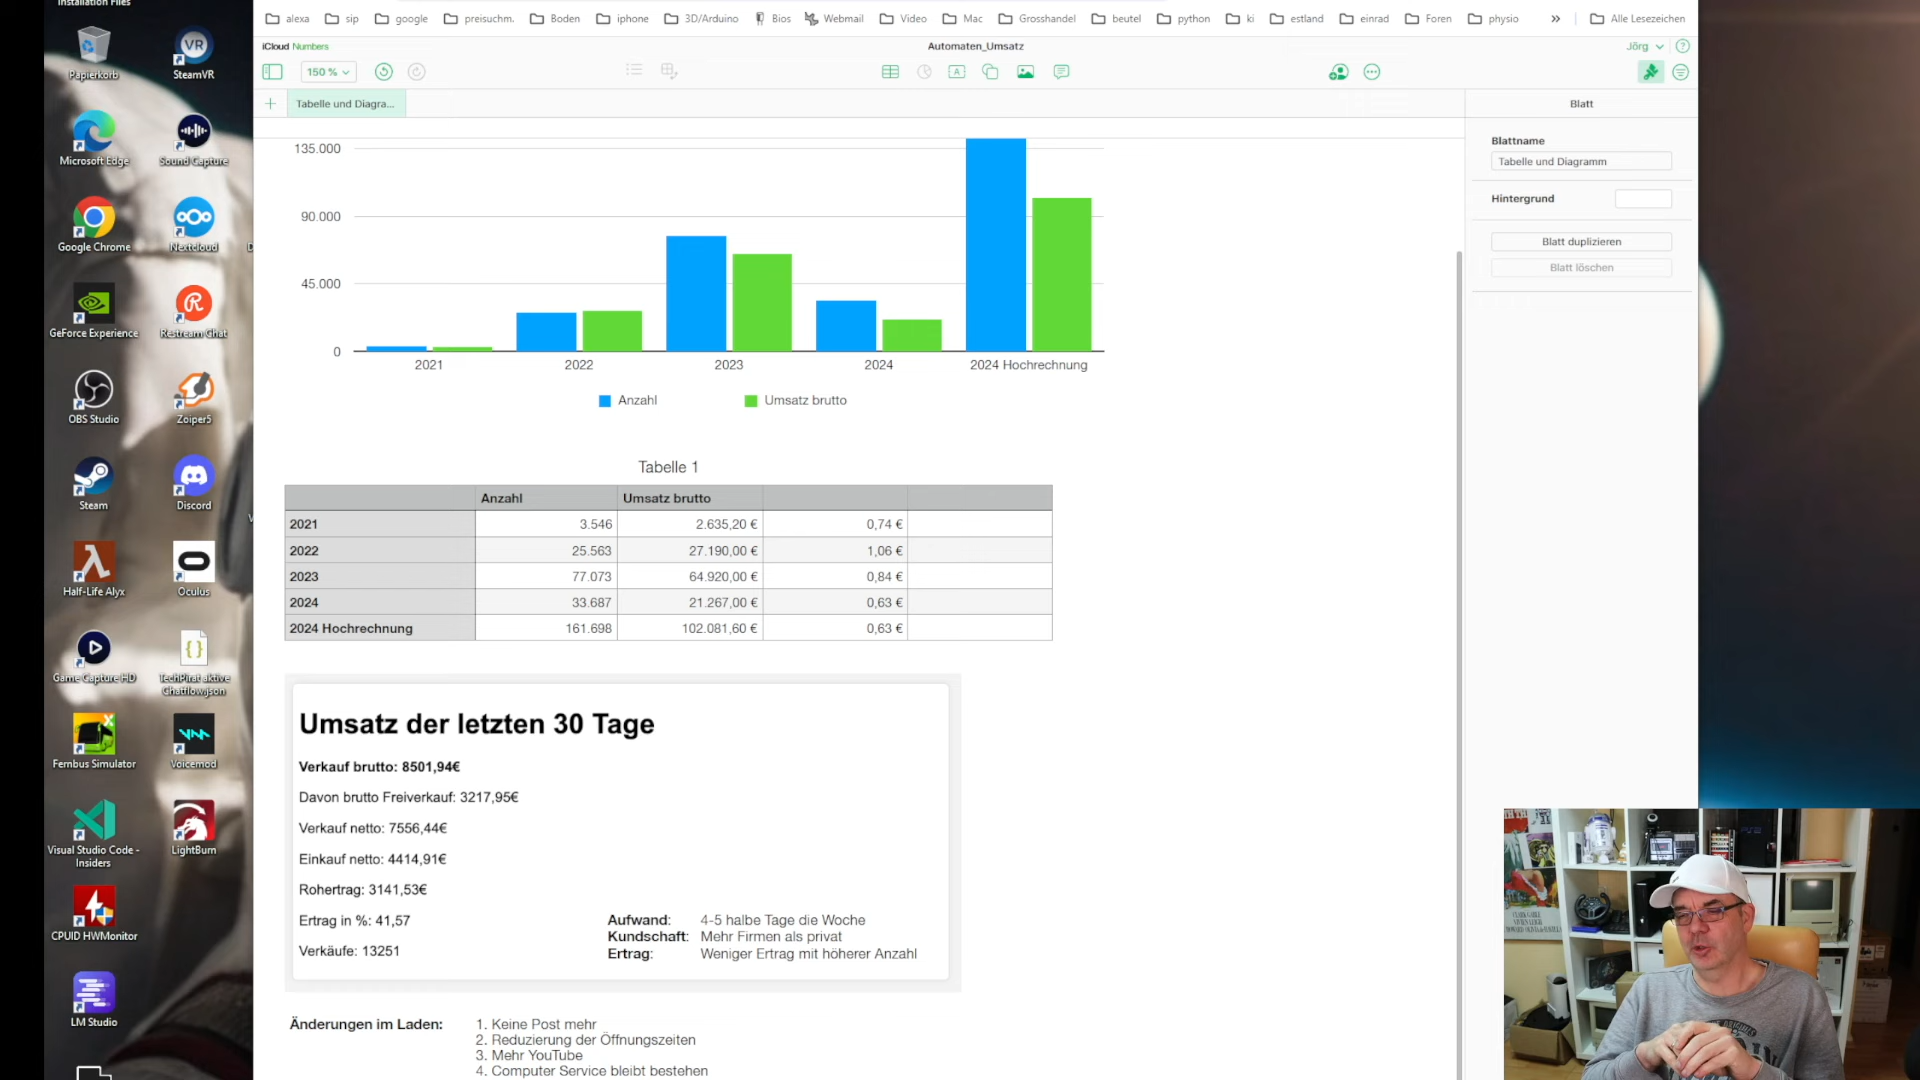 Installation Files
Papierkorb
SteamVR
Microsoft Edge
Sound Capture
Google Chrome
Nextcloud
GeForce Experience
Restream Chat
OBS Studio
Zoiper5
Steam
Discord
Half-Life Alyx
Oculus
Game Capture HD
TechPirat aktive
Chatflow.json
Fernbus Simulator
Voicemod
Visual Studio Code -
Insiders
LightBurn
CPUID HWMonitor
LM Studio
alexa sip google preisuchm. Boden iphone 3D/Arduino Bios Webmail Video Mac Grosshandel beutel python ki estland einrad Foren physio » Alle Lesezeichen
iCloud Numbers
Automaten_Umsatz
Jörg
150 %
Tabelle und Diagra...
Blatt
Blattname
Tabelle und Diagramm
Hintergrund
Blatt duplizieren
Blatt löschen
135.000
90.000
45.000
0
2021 2022 2023 2024 2024 Hochrechnung
Anzahl Umsatz brutto
Tabelle 1
Anzahl Umsatz brutto
2021 3.546 2.635,20 € 0,74 €
2022 25.563 27.190,00 € 1,06 €
2023 77.073 64.920,00 € 0,84 €
2024 33.687 21.267,00 € 0,63 €
2024 Hochrechnung 161.698 102.081,60 € 0,63 €
Umsatz der letzten 30 Tage
Verkauf brutto: 8501,94€
Davon brutto Freiverkauf: 3217,95€
Verkauf netto: 7556,44€
Einkauf netto: 4414,91€
Rohertrag: 3141,53€
Ertrag in %: 41,57
Verkäufe: 13251
Aufwand: 4-5 halbe Tage die Woche
Kundschaft: Mehr Firmen als privat
Ertrag: Weniger Ertrag mit höherer Anzahl
Änderungen im Laden: 1. Keine Post mehr
2. Reduzierung der Öffnungszeiten
3. Mehr YouTube
4. Computer Service bleibt bestehen